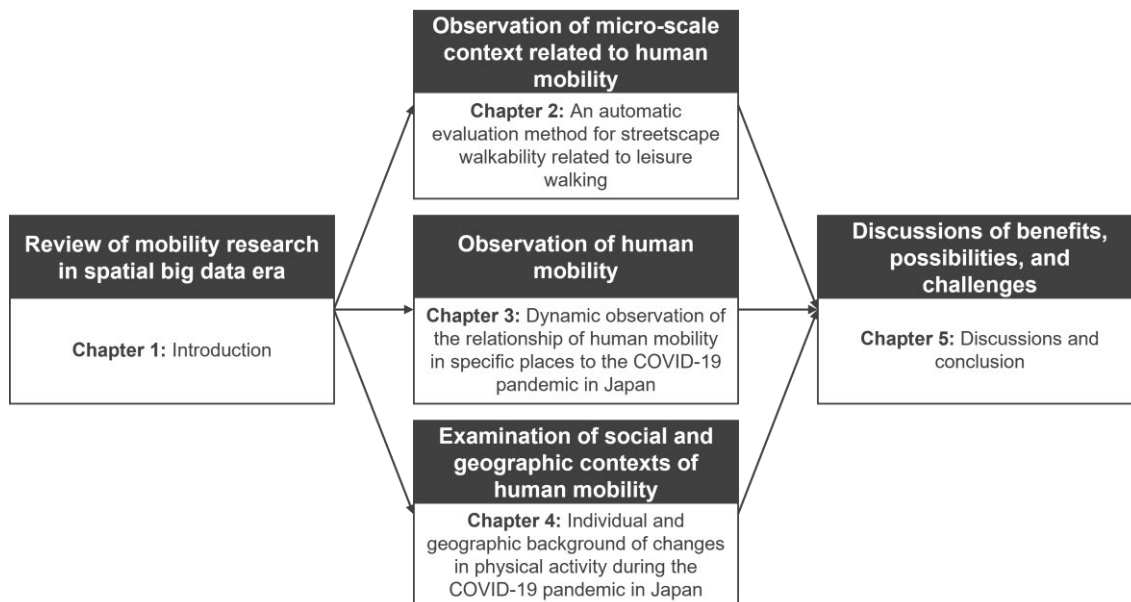 Review of mobility research
in spatial big data era
Chapter 1: Introduction
Observation of micro-scale
context related to human
mobility
Chapter 2: An automatic
evaluation method for streetscape
walkability related to leisure
walking
Observation of human
mobility
Chapter 3: Dynamic observation of
the relationship of human mobility
in specific places to the COVID-19
pandemic in Japan
Examination of social and
geographic contexts of
human mobility
Chapter 4: Individual and
geographic background of changes
in physical activity during the
COVID-19 pandemic in Japan
Discussions of benefits,
possibilities, and
challenges
Chapter 5: Discussions and
conclusion